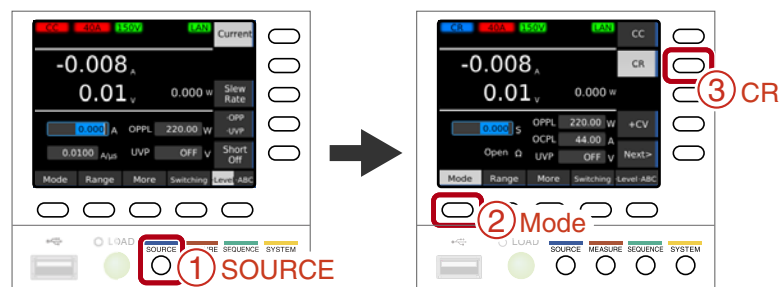 CC 40A 150V LAN Current
-0.008 A
0.01 V 0.000 W Slew Rate
0.000 A OPPL 220.00 W ·OPP ·UVP
0.0100 A/μs UVP OFF V Short Off
Mode Range More Switching ·Level·ABC
LOAD SOURCE SEQUENCE SYSTEM
1 SOURCE
CR 40A 150V LAN CC
-0.008 A CR
0.01 V 0.000 W
3 CR
0.000 S OPPL 220.00 W +CV
OCPL 44.00 A
Open Ω UVP OFF V Next>
Mode Range More Switching ·Level·ABC
2 Mode
LOAD SOURCE MEASURE SEQUENCE SYSTEM